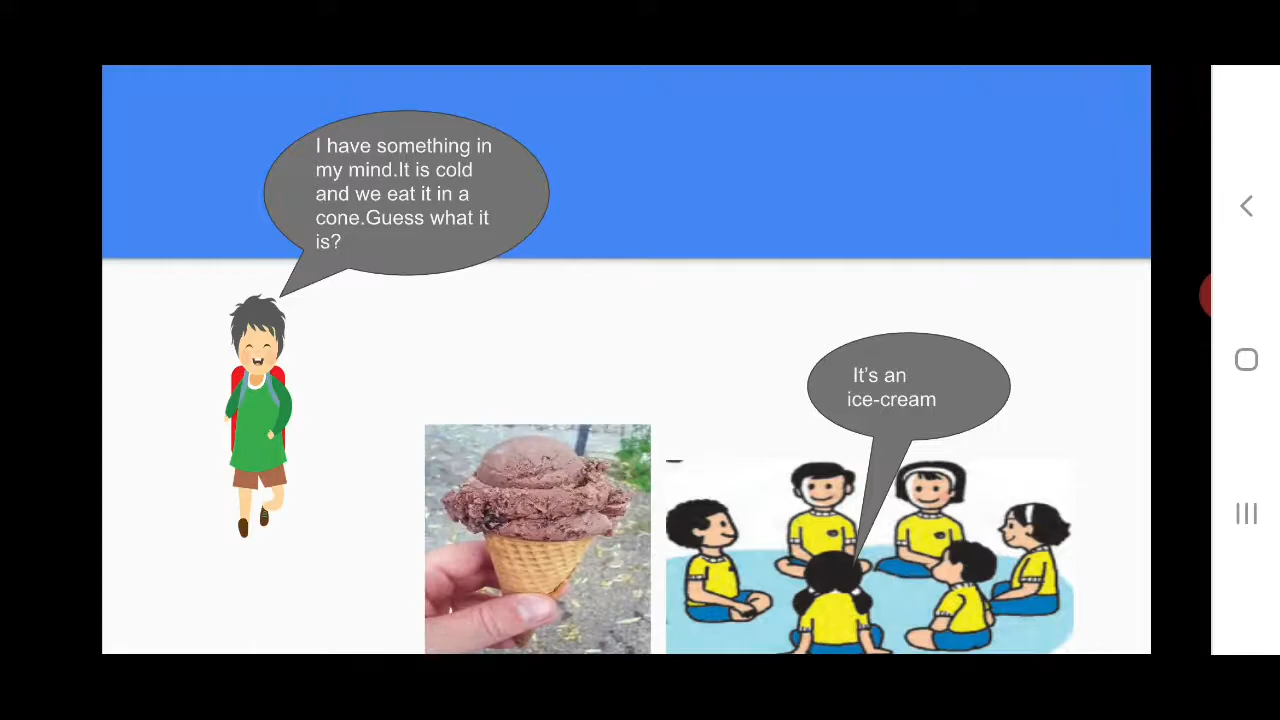 I have something in
my mind.It is cold
and we eat it in a
cone.Guess what it
is?
It's an
ice-cream